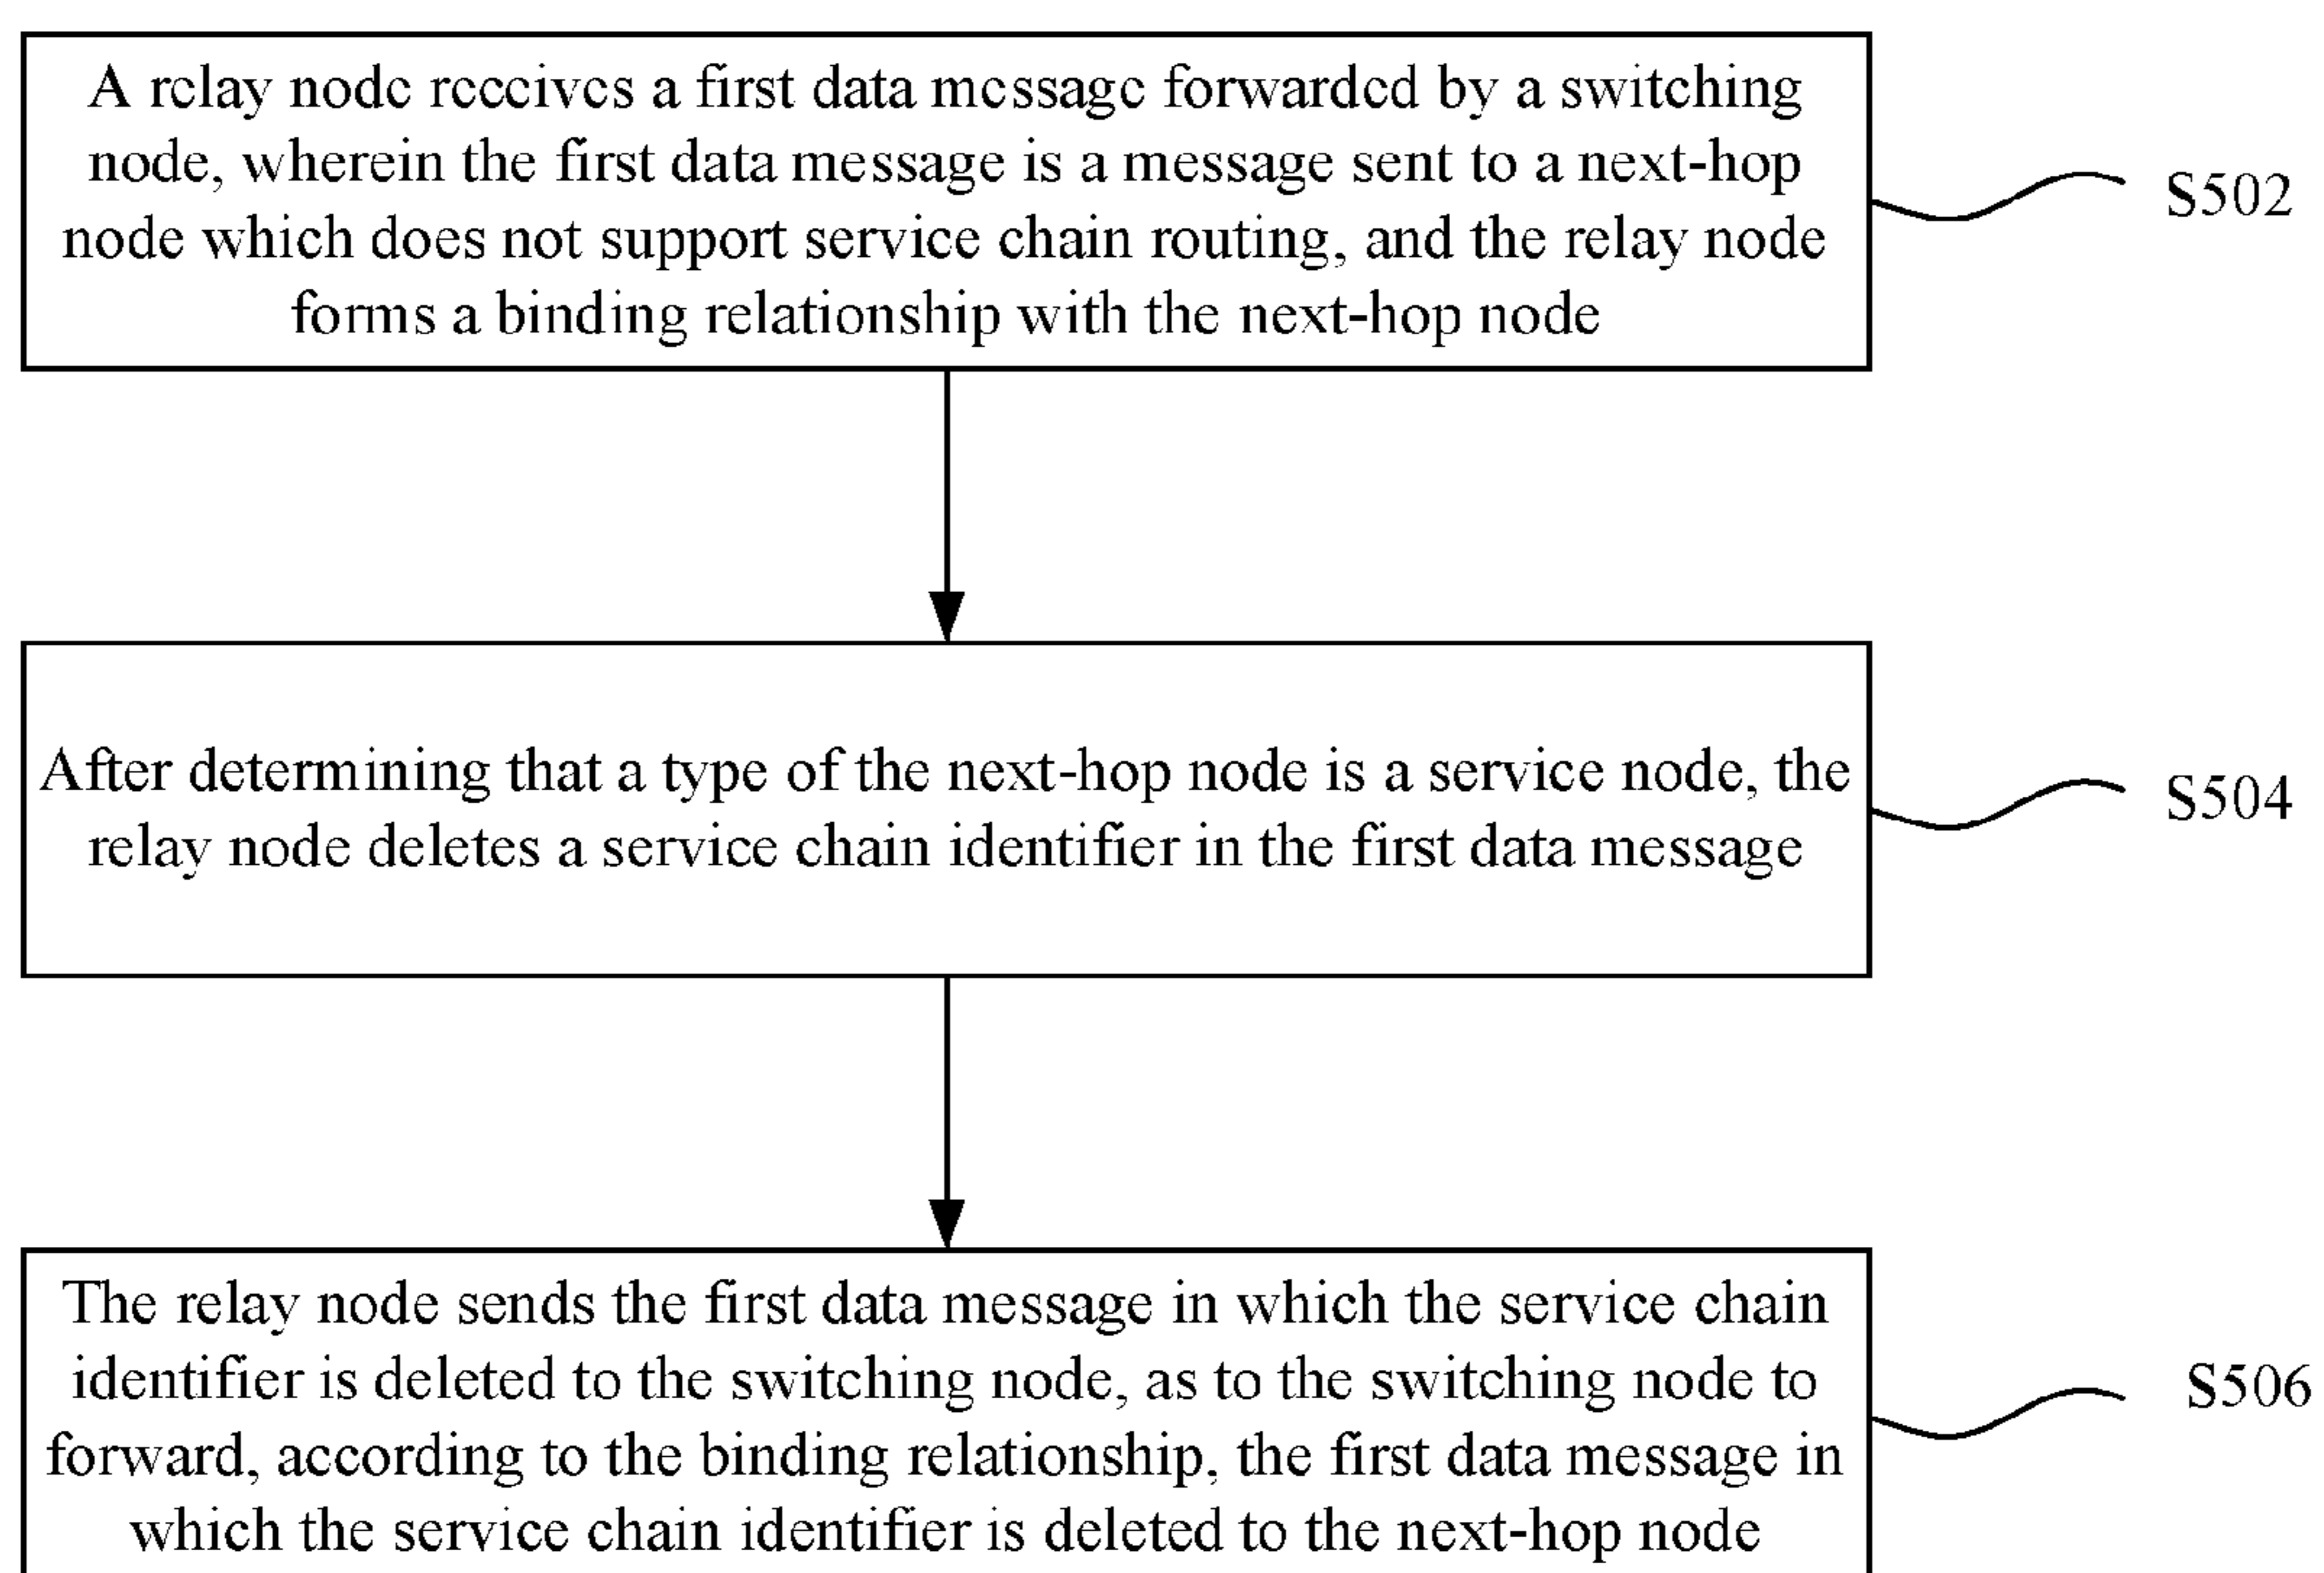 A relay node receives a first data message forwarded by a switching
node, wherein the first data message is a message sent to a next-hop
node which does not support service chain routing, and the relay node
forms a binding relationship with the next-hop node
S502
After determining that a type of the next-hop node is a service node, the
relay node deletes a service chain identifier in the first data message
S504
The relay node sends the first data message in which the service chain
identifier is deleted to the switching node, as to the switching node to
forward, according to the binding relationship, the first data message in
which the service chain identifier is deleted to the next-hop node
S506